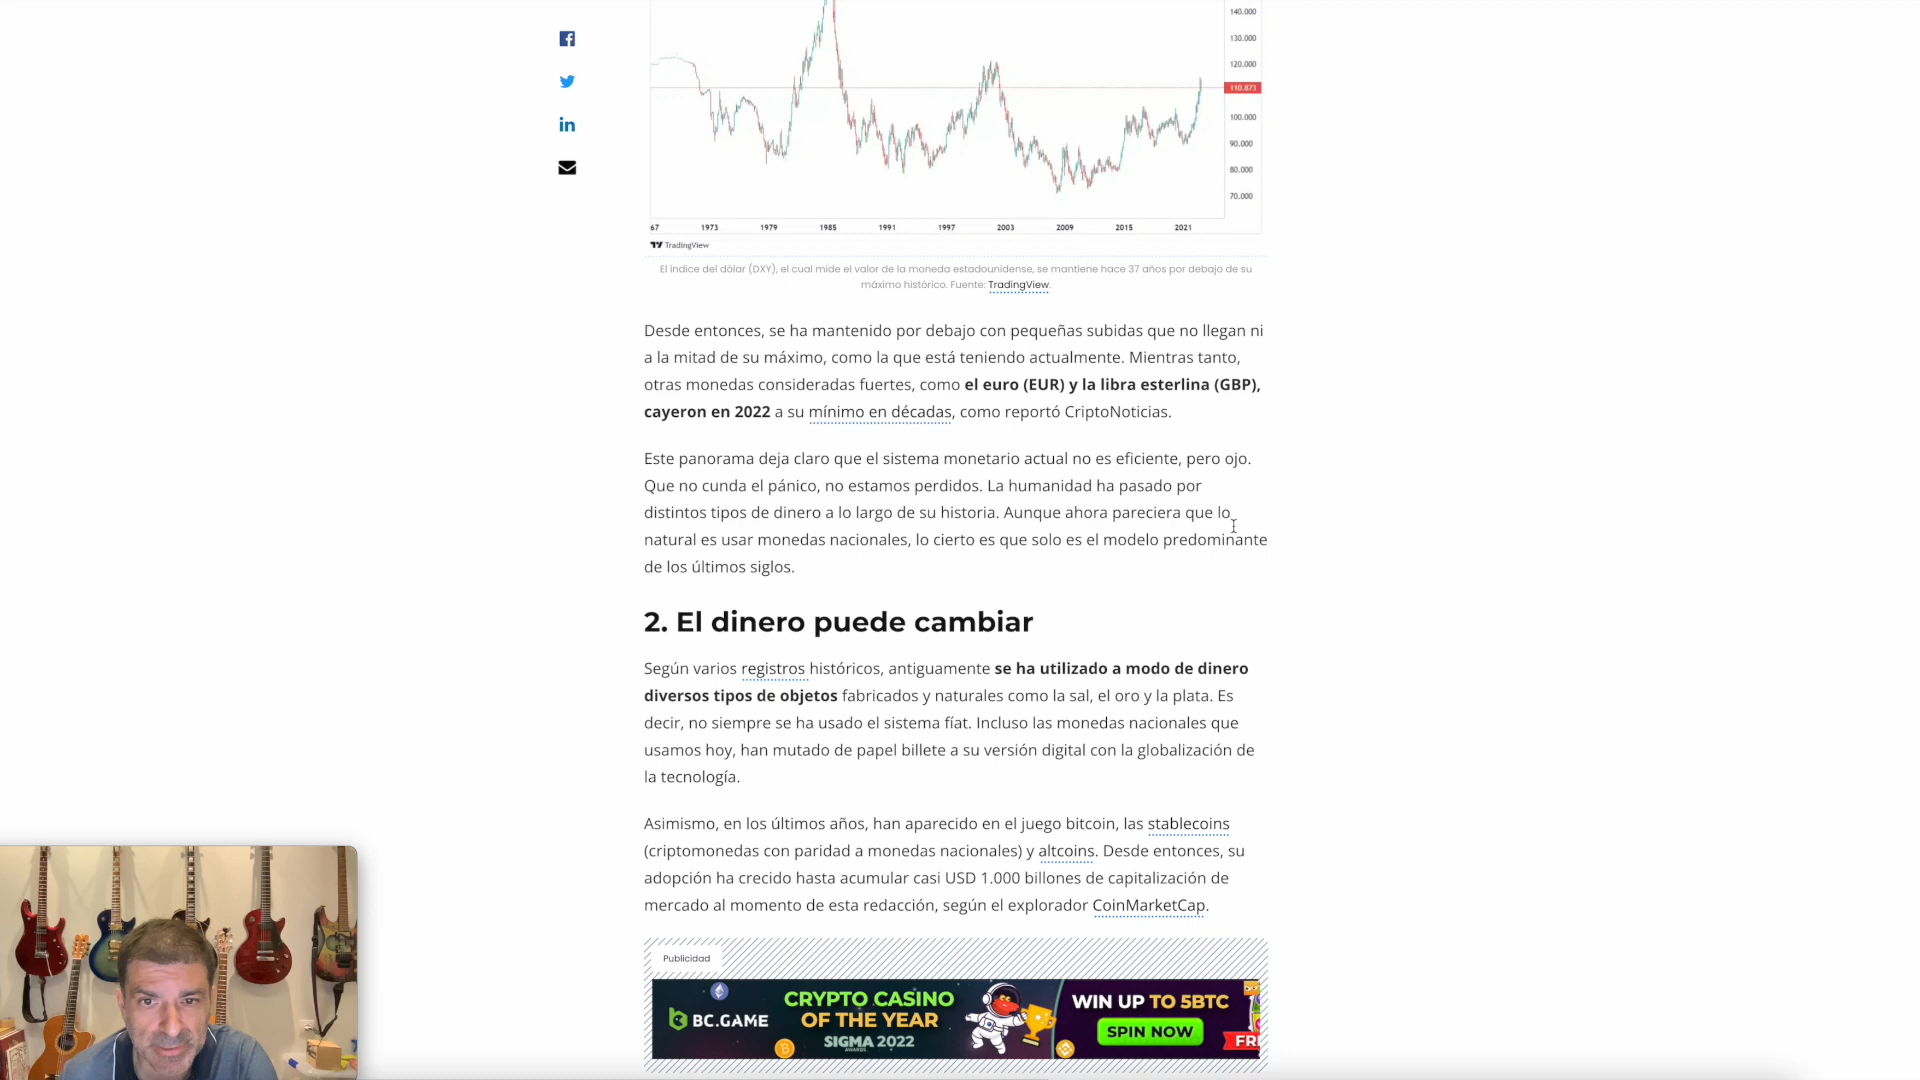 140.000
130.000
120.000
110.873
100.000
90.000
80.000
70.000
67 1973 1979 1985 1991 1997 2003 2009 2015 2021
TradingView
El índice del dólar (DXY), el cual mide el valor de la moneda estadounidense, se mantiene hace 37 años por debajo de su
máximo histórico. Fuente: TradingView.
Desde entonces, se ha mantenido por debajo con pequeñas subidas que no llegan ni
a la mitad de su máximo, como la que está teniendo actualmente. Mientras tanto,
otras monedas consideradas fuertes, como el euro (EUR) y la libra esterlina (GBP),
cayeron en 2022 a su mínimo en décadas, como reportó CriptoNoticias.
Este panorama deja claro que el sistema monetario actual no es eficiente, pero ojo.
Que no cunda el pánico, no estamos perdidos. La humanidad ha pasado por
distintos tipos de dinero a lo largo de su historia. Aunque ahora pareciera que lo
natural es usar monedas nacionales, lo cierto es que solo es el modelo predominante
de los últimos siglos.
2. El dinero puede cambiar
Según varios registros históricos, antiguamente se ha utilizado a modo de dinero
diversos tipos de objetos fabricados y naturales como la sal, el oro y la plata. Es
decir, no siempre se ha usado el sistema fíat. Incluso las monedas nacionales que
usamos hoy, han mutado de papel billete a su versión digital con la globalización de
la tecnología.
Asimismo, en los últimos años, han aparecido en el juego bitcoin, las stablecoins
(criptomonedas con paridad a monedas nacionales) y altcoins. Desde entonces, su
adopción ha crecido hasta acumular casi USD 1.000 billones de capitalización de
mercado al momento de esta redacción, según el explorador CoinMarketCap.
Publicidad
BC.GAME
CRYPTO CASINO
OF THE YEAR
SIGMA 2022
AWARDS
WIN UP TO 5BTC
SPIN NOW
FRE